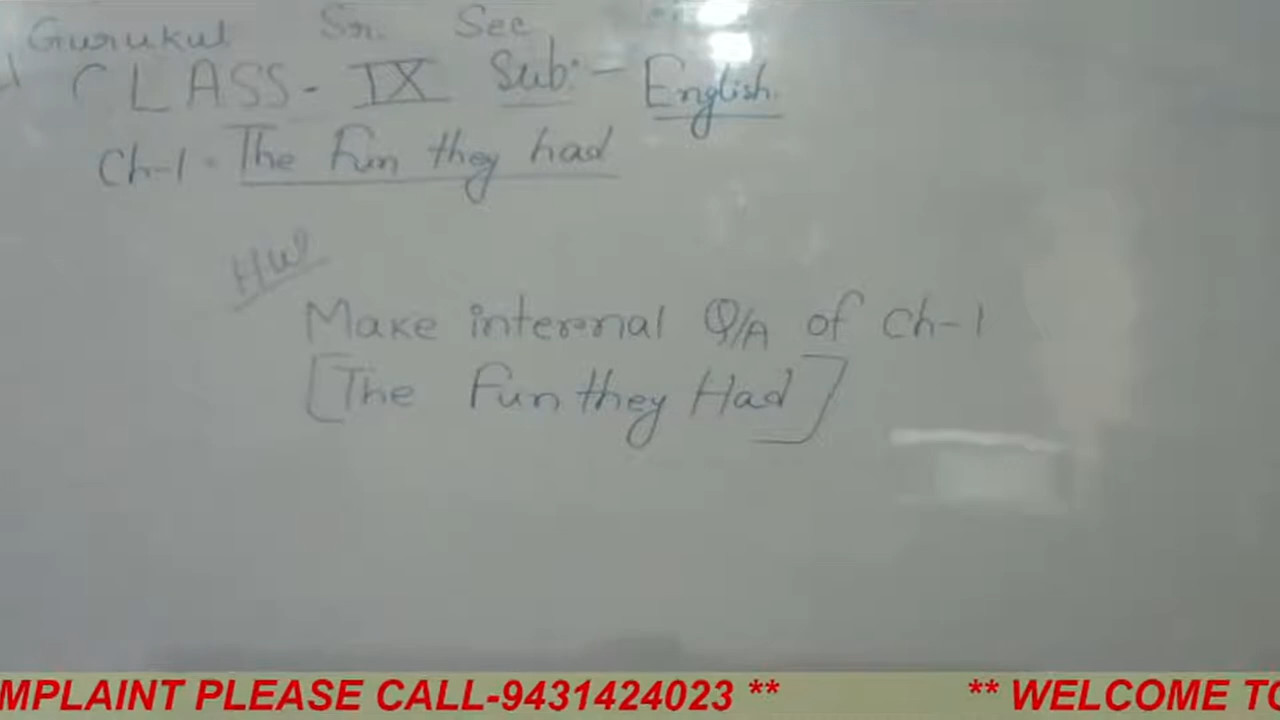 Gurukul Sr. Sec
CLASS- IX Sub:- English.
Ch-1. The Fun they had
HW
Make internal Q/A of Ch-1
[The Fun they Had]
MPLAINT PLEASE CALL-9431424023 ** ** WELCOME TO